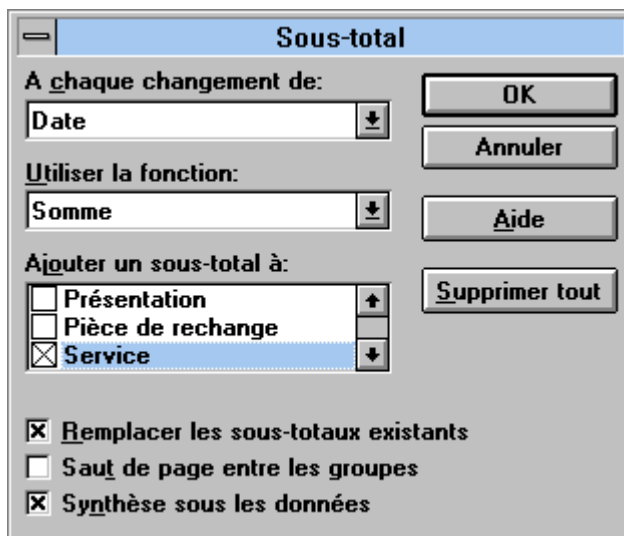 Sous-total
A chaque changement de:
Date
Utiliser la fonction:
Somme
Ajouter un sous-total à:
Présentation
Pièce de rechange
Service
Remplacer les sous-totaux existants
Saut de page entre les groupes
Synthèse sous les données
OK
Annuler
Aide
Supprimer tout